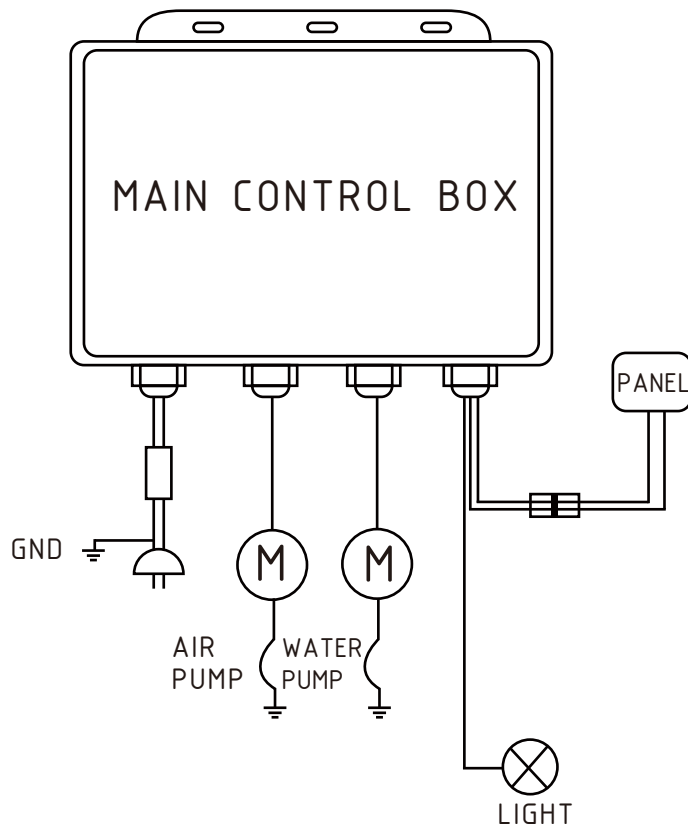 MAIN CONTROL BOX
PANEL
GND
M
M
AIR
PUMP
WATER
PUMP
LIGHT